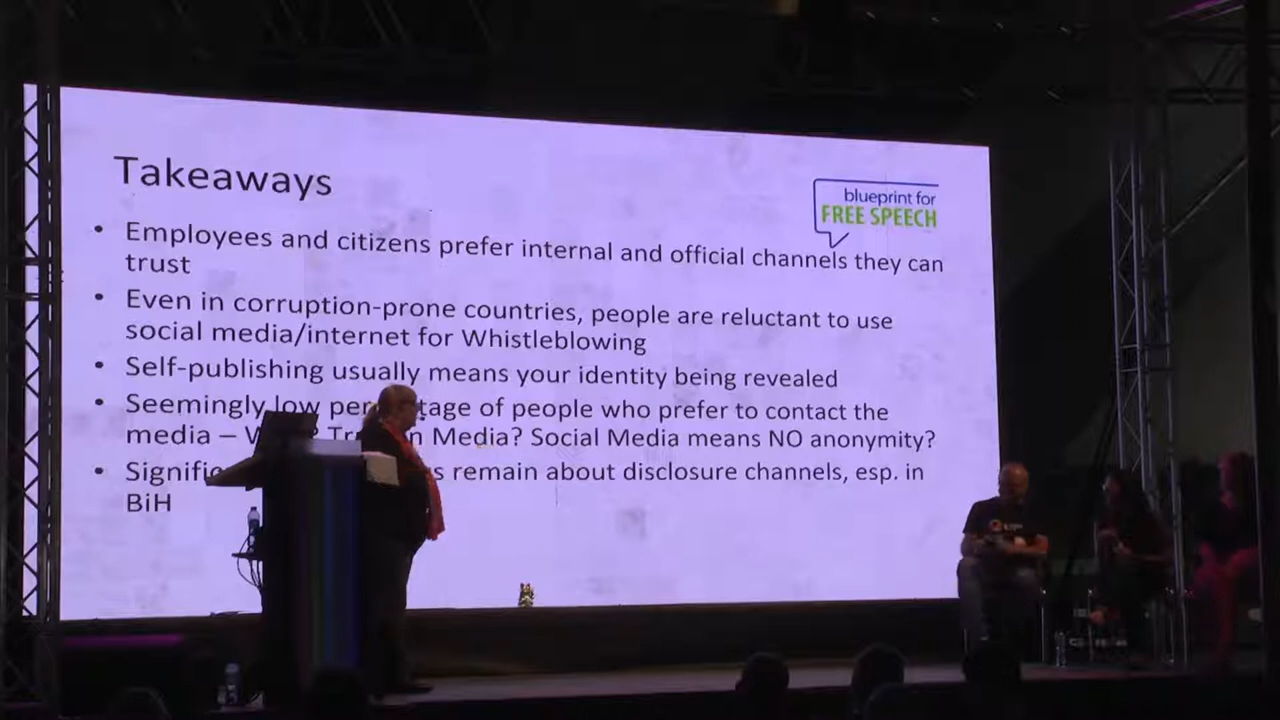 Takeaways
blueprint for
FREE SPEECH
• Employees and citizens prefer internal and official channels they can
trust
• Even in corruption-prone countries, people are reluctant to use
social media/internet for Whistleblowing
• Self-publishing usually means your identity being revealed
• Seemingly low of people who prefer to contact the
media – Media? Social Media means NO anonymity?
• remain about disclosure channels, esp. in
BiH